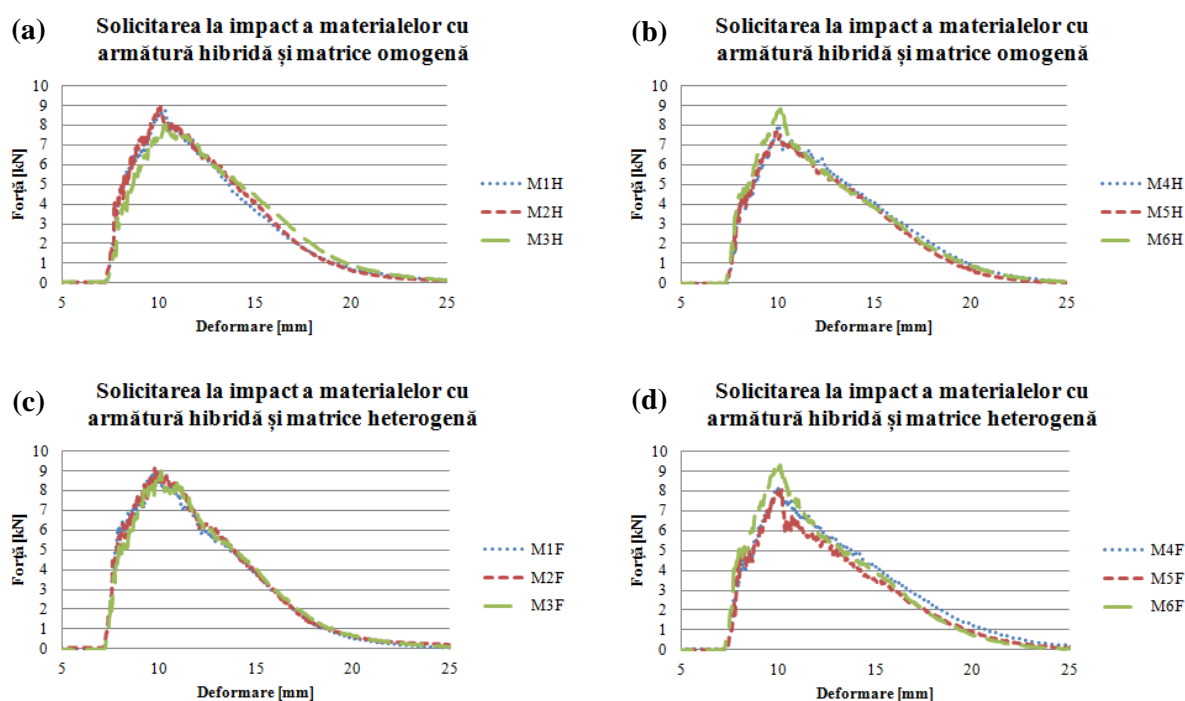 (a)
Solicitarea la impact a materialelor cu
armătură hibridă și matrice omogenă
10
9
8
7
6
5
4
3
2
1
0
Forță [kN]
5 10 15 20 25
Deformare [mm]
M1H
M2H
M3H
(b)
Solicitarea la impact a materialelor cu
armătură hibridă și matrice omogenă
10
9
8
7
6
5
4
3
2
1
0
Forță [kN]
5 10 15 20 25
Deformare [mm]
M4H
M5H
M6H
(c)
Solicitarea la impact a materialelor cu
armătură hibridă și matrice heterogenă
10
9
8
7
6
5
4
3
2
1
0
Forță [kN]
5 10 15 20 25
Deformare [mm]
M1F
M2F
M3F
(d)
Solicitarea la impact a materialelor cu
armătură hibridă și matrice heterogenă
10
9
8
7
6
5
4
3
2
1
0
Forță [kN]
5 10 15 20 25
Deformare [mm]
M4F
M5F
M6F